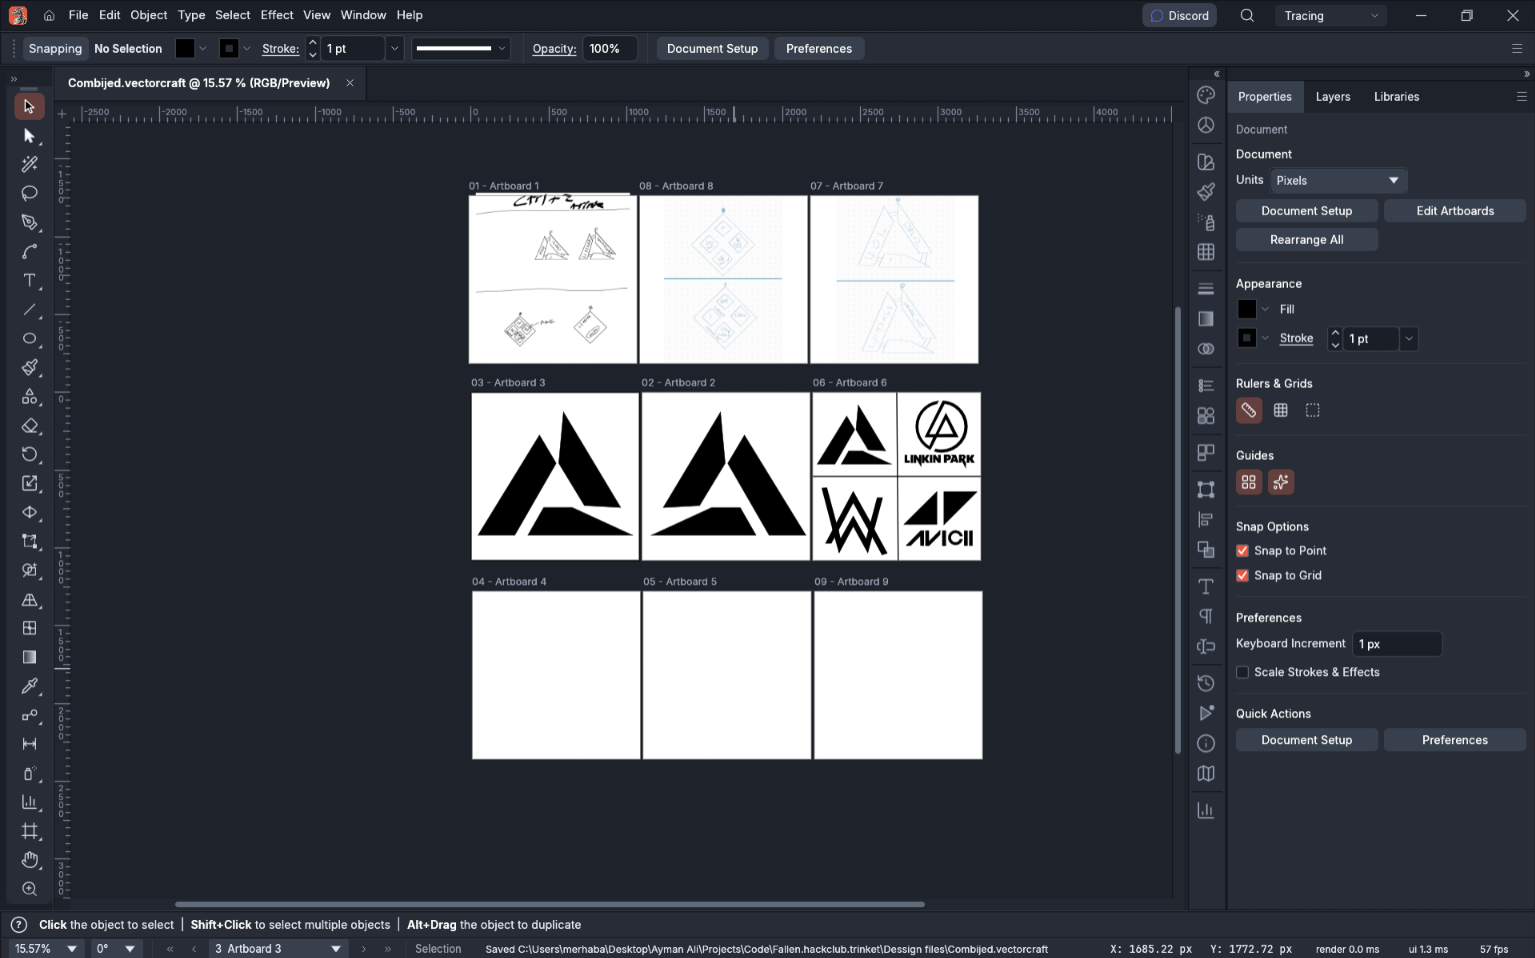 File Edit Object Type Select Effect View Window Help
Discord
Tracing
Snapping No Selection Stroke: 1 pt Opacity: 100% Document Setup Preferences
Combijed.vectorcraft @ 15.57 % (RGB/Preview)
-2500 -2000 -1500 -1000 -500 0 500 1000 1500 2000 2500 3000 3500 4000
01 - Artboard 1
08 - Artboard 8
07 - Artboard 7
Ctrl+Z
03 - Artboard 3
02 - Artboard 2
06 - Artboard 6
LINKIN PARK
AVICII
04 - Artboard 4
05 - Artboard 5
09 - Artboard 9
Properties Layers Libraries
Document
Document
Units Pixels
Document Setup Edit Artboards
Rearrange All
Appearance
Fill
Stroke 1 pt
Rulers & Grids
Guides
Snap Options
Snap to Point
Snap to Grid
Preferences
Keyboard Increment 1 px
Scale Strokes & Effects
Quick Actions
Document Setup Preferences
Click the object to select | Shift+Click to select multiple objects | Alt+Drag the object to duplicate
15.57% 0° 3 Artboard 3 Selection Saved C:\Users\merhaba\Desktop\Ayman Ali\Projects\Code\Fallen.hackclub.trinket\Dessign files\Combijed.vectorcraft X: 1685.22 px Y: 1772.72 px render 0.0 ms ui 1.3 ms 57 fps